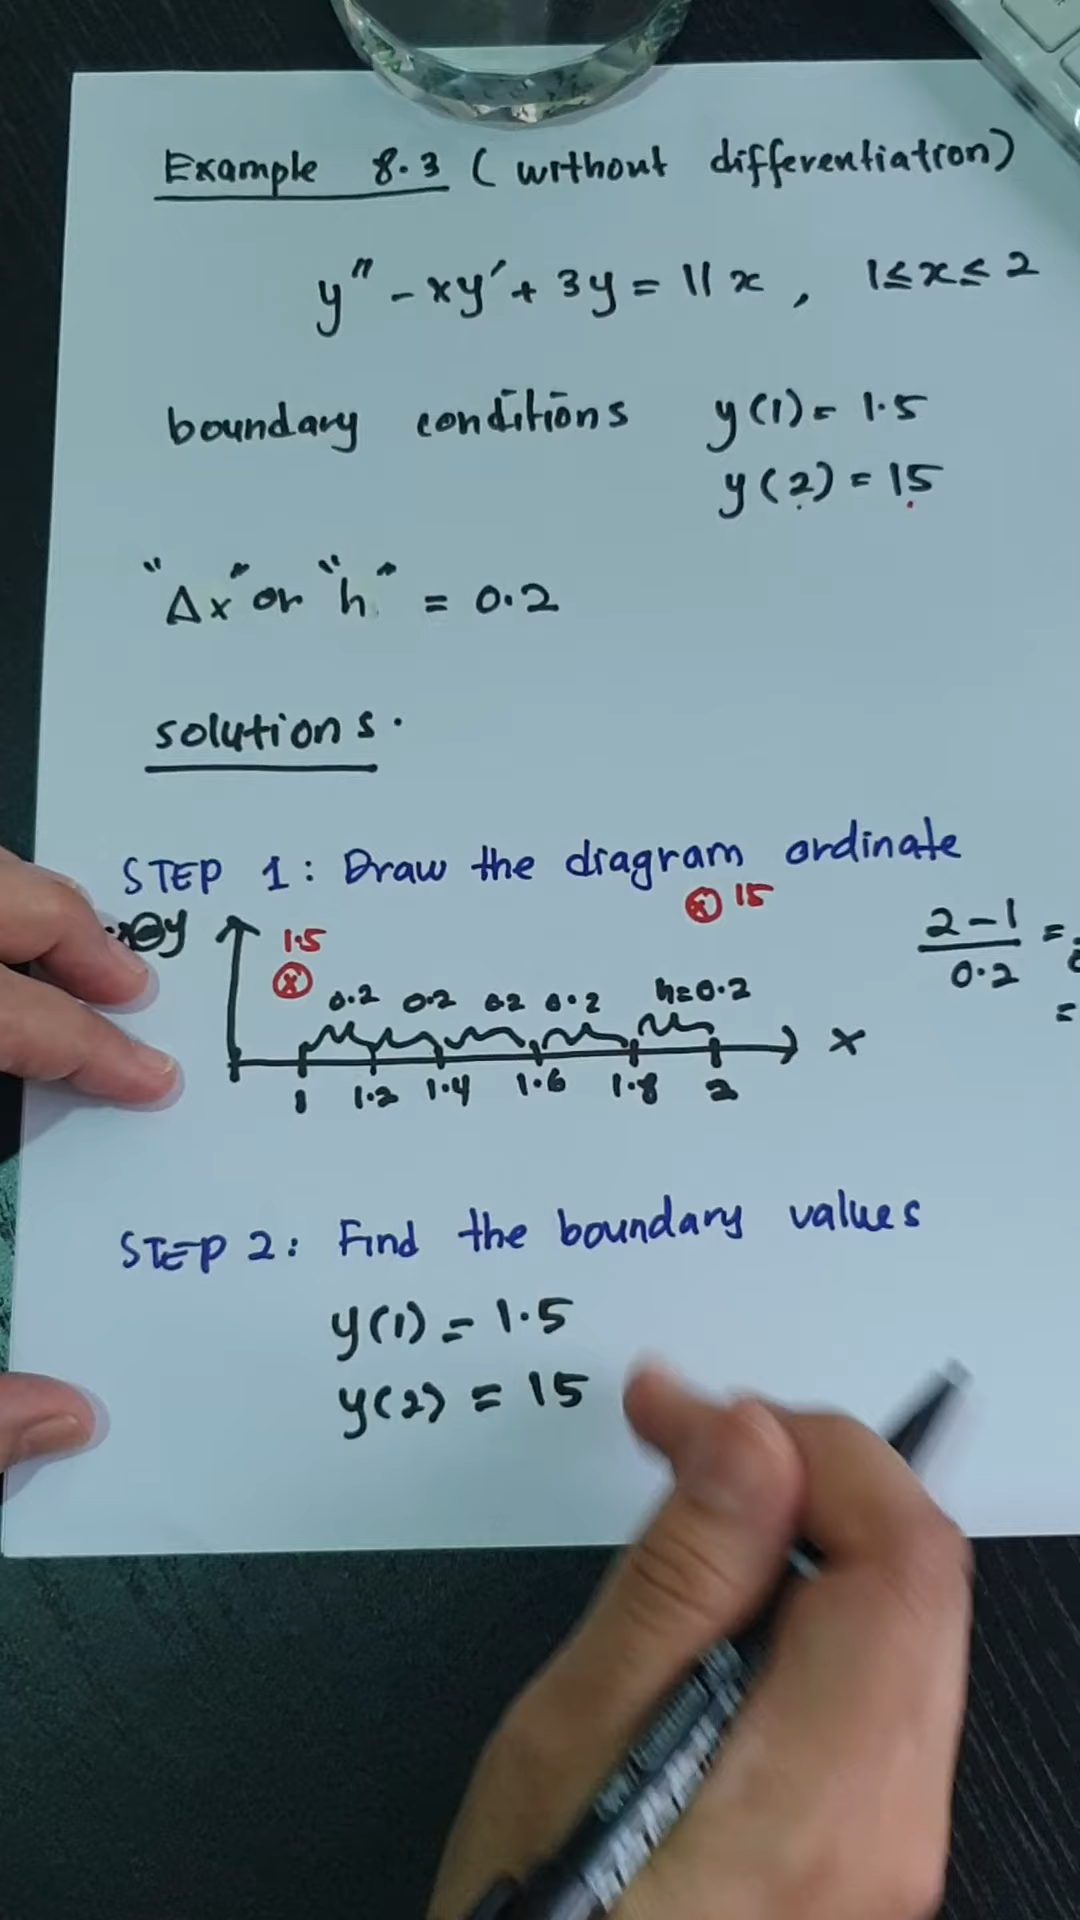 Example 8.3 (without differentiation)
y" - xy' + 3y = 11x , 1≤x≤2
boundary conditions y(1) = 1.5
y(2) = 15
"Δx" or "h" = 0.2
solutions.
STEP 1: Draw the diagram ordinate
y 1.5 15
0.2 0.2 0.2 0.2 h=0.2
x
1 1.2 1.4 1.6 1.8 2
2-1 =
0.2
=
STEP 2: Find the boundary values
y(1) = 1.5
y(2) = 15